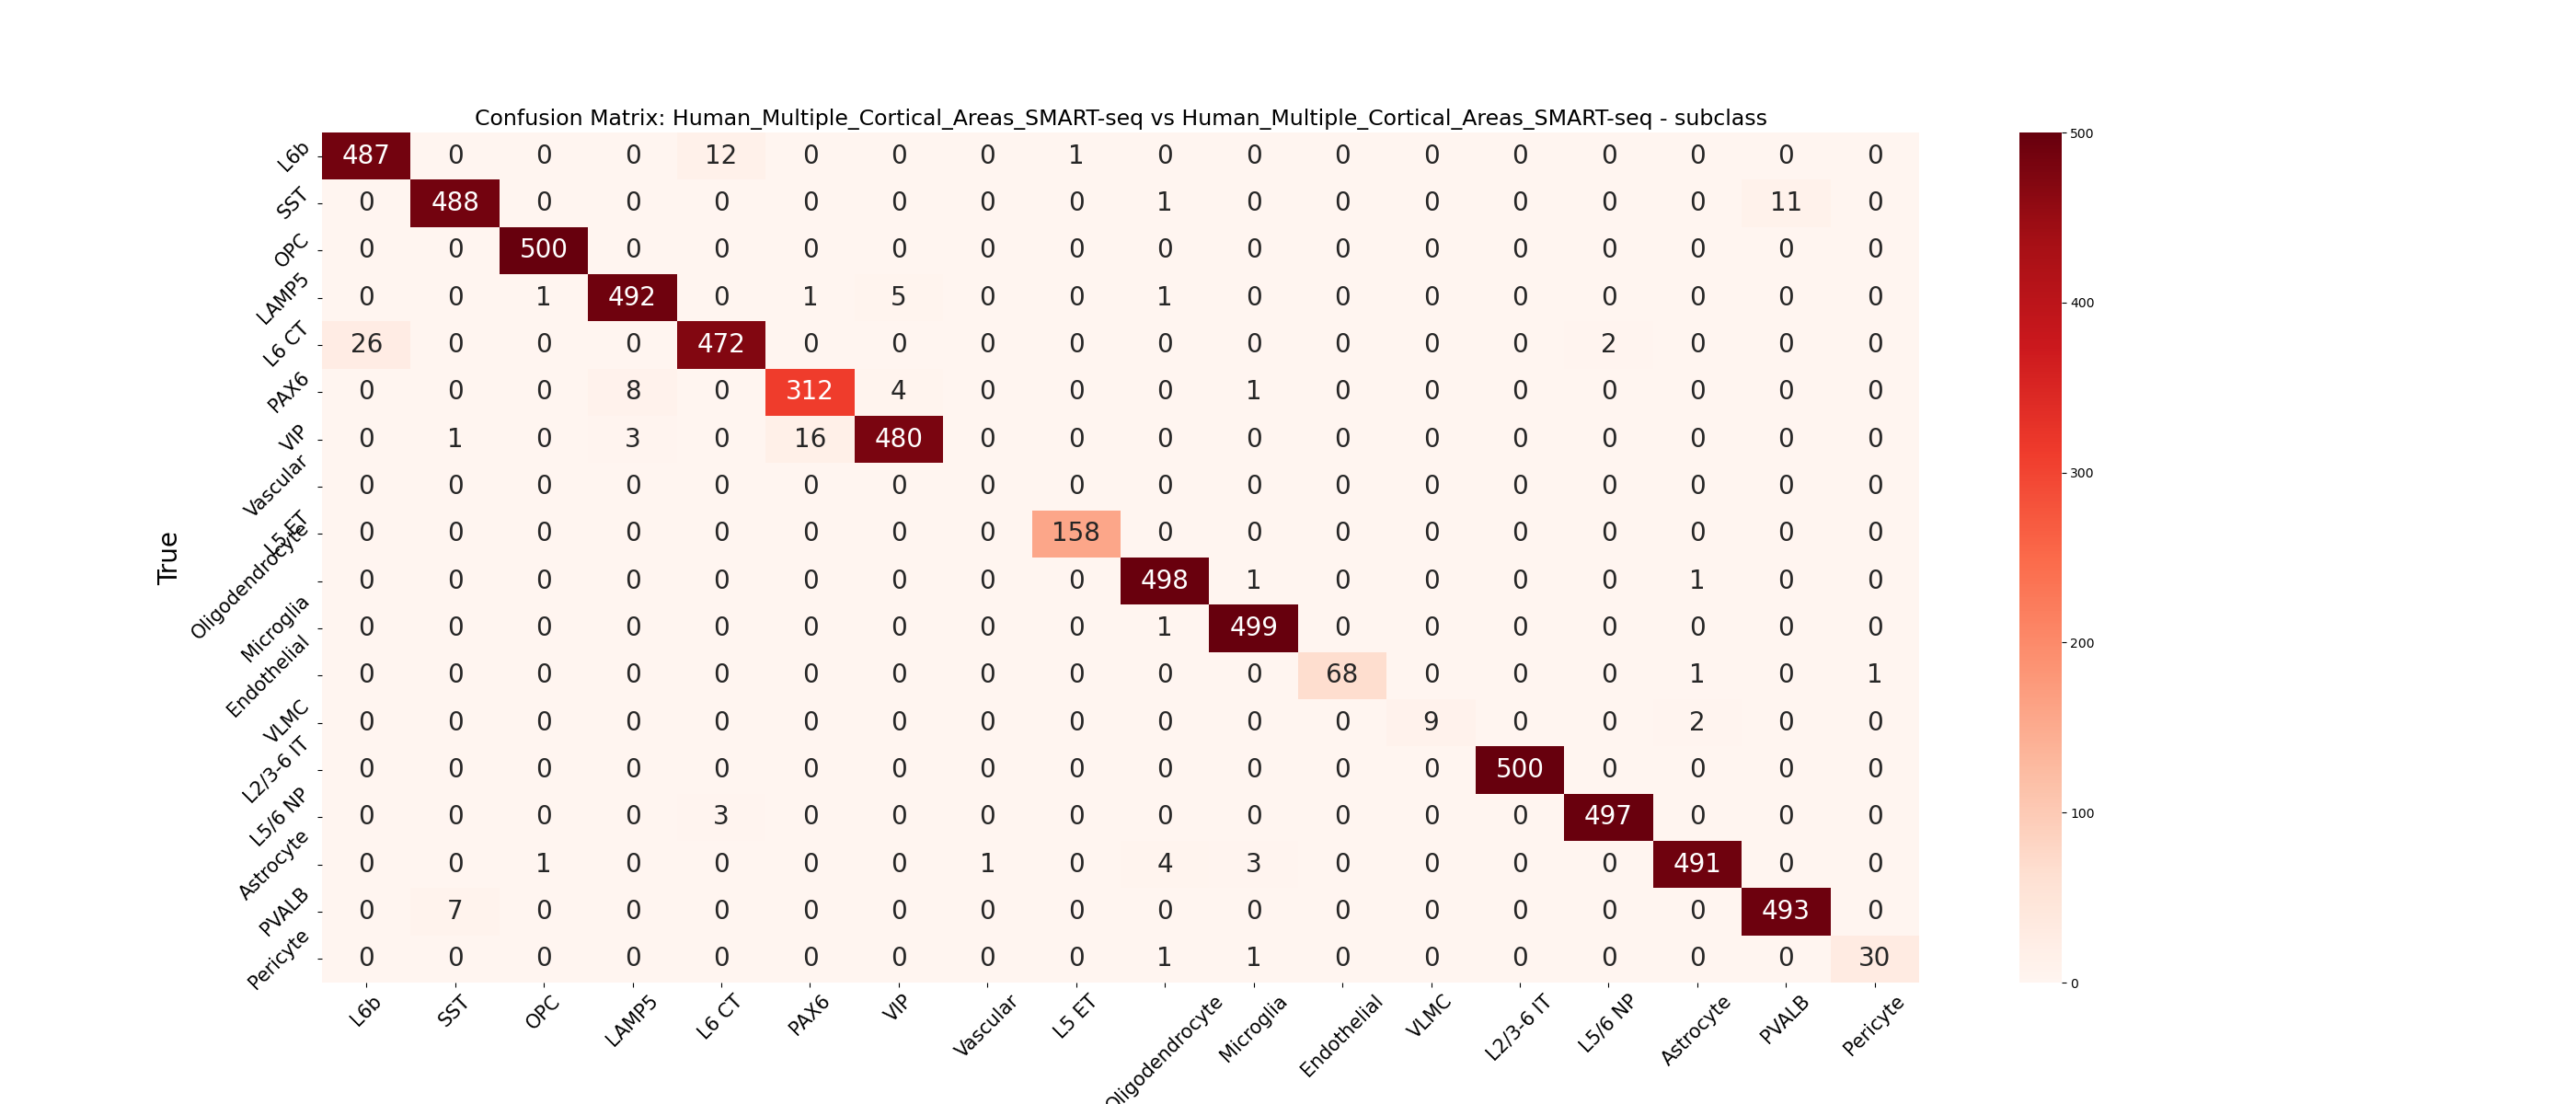 Confusion Matrix: Human_Multiple_Cortical_Areas_SMART-seq vs Human_Multiple_Cortical_Areas_SMART-seq - subclass
True
L6b 487 0 0 0 12 0 0 0 1 0 0 0 0 0 0 0 0 0
SST 0 488 0 0 0 0 0 0 0 1 0 0 0 0 0 0 11 0
OPC 0 0 500 0 0 0 0 0 0 0 0 0 0 0 0 0 0 0
LAMP5 0 0 1 492 0 1 5 0 0 1 0 0 0 0 0 0 0 0
L6 CT 26 0 0 0 472 0 0 0 0 0 0 0 0 0 2 0 0 0
PAX6 0 0 0 8 0 312 4 0 0 0 1 0 0 0 0 0 0 0
VIP 0 1 0 3 0 16 480 0 0 0 0 0 0 0 0 0 0 0
Vascular 0 0 0 0 0 0 0 0 0 0 0 0 0 0 0 0 0 0
L5 ET 0 0 0 0 0 0 0 0 158 0 0 0 0 0 0 0 0 0
Oligodendrocyte 0 0 0 0 0 0 0 0 0 498 1 0 0 0 0 1 0 0
Microglia 0 0 0 0 0 0 0 0 0 1 499 0 0 0 0 0 0 0
Endothelial 0 0 0 0 0 0 0 0 0 0 0 68 0 0 0 1 0 1
VLMC 0 0 0 0 0 0 0 0 0 0 0 0 9 0 0 2 0 0
L2/3-6 IT 0 0 0 0 0 0 0 0 0 0 0 0 0 500 0 0 0 0
L5/6 NP 0 0 0 0 3 0 0 0 0 0 0 0 0 0 497 0 0 0
Astrocyte 0 0 1 0 0 0 0 1 0 4 3 0 0 0 0 491 0 0
PVALB 0 7 0 0 0 0 0 0 0 0 0 0 0 0 0 0 493 0
Pericyte 0 0 0 0 0 0 0 0 0 1 1 0 0 0 0 0 0 30
L6b SST OPC LAMP5 L6 CT PAX6 VIP Vascular L5 ET Oligodendrocyte Microglia Endothelial VLMC L2/3-6 IT L5/6 NP Astrocyte PVALB Pericyte
500
400
300
200
100
0